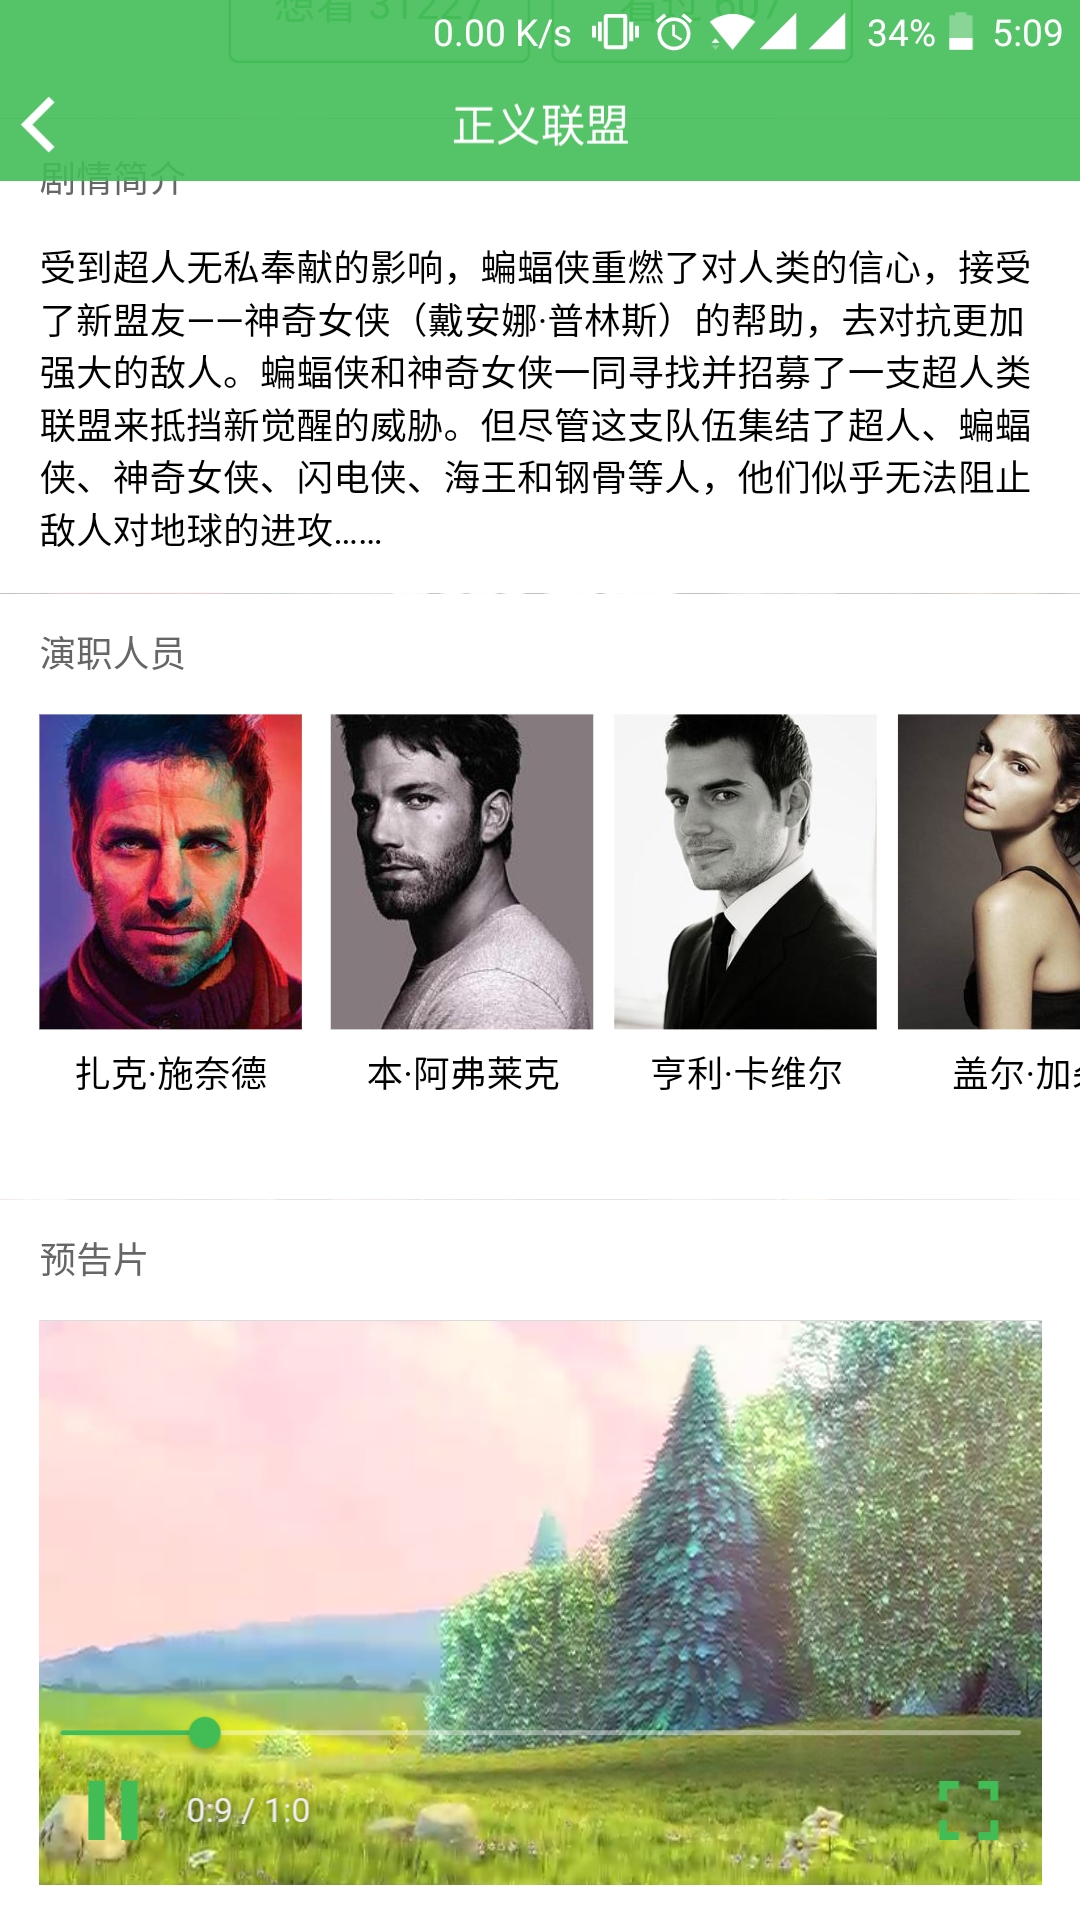 想看 31227 看过 607
0.00 K/s 34% 5:09
正义联盟
剧情简介
受到超人无私奉献的影响，蝙蝠侠重燃了对人类的信心，接受
了新盟友——神奇女侠（戴安娜·普林斯）的帮助，去对抗更加
强大的敌人。蝙蝠侠和神奇女侠一同寻找并招募了一支超人类
联盟来抵挡新觉醒的威胁。但尽管这支队伍集结了超人、蝙蝠
侠、神奇女侠、闪电侠、海王和钢骨等人，他们似乎无法阻止
敌人对地球的进攻……
演职人员
扎克·施奈德 本·阿弗莱克 亨利·卡维尔 盖尔·加
预告片
0:9 / 1:0